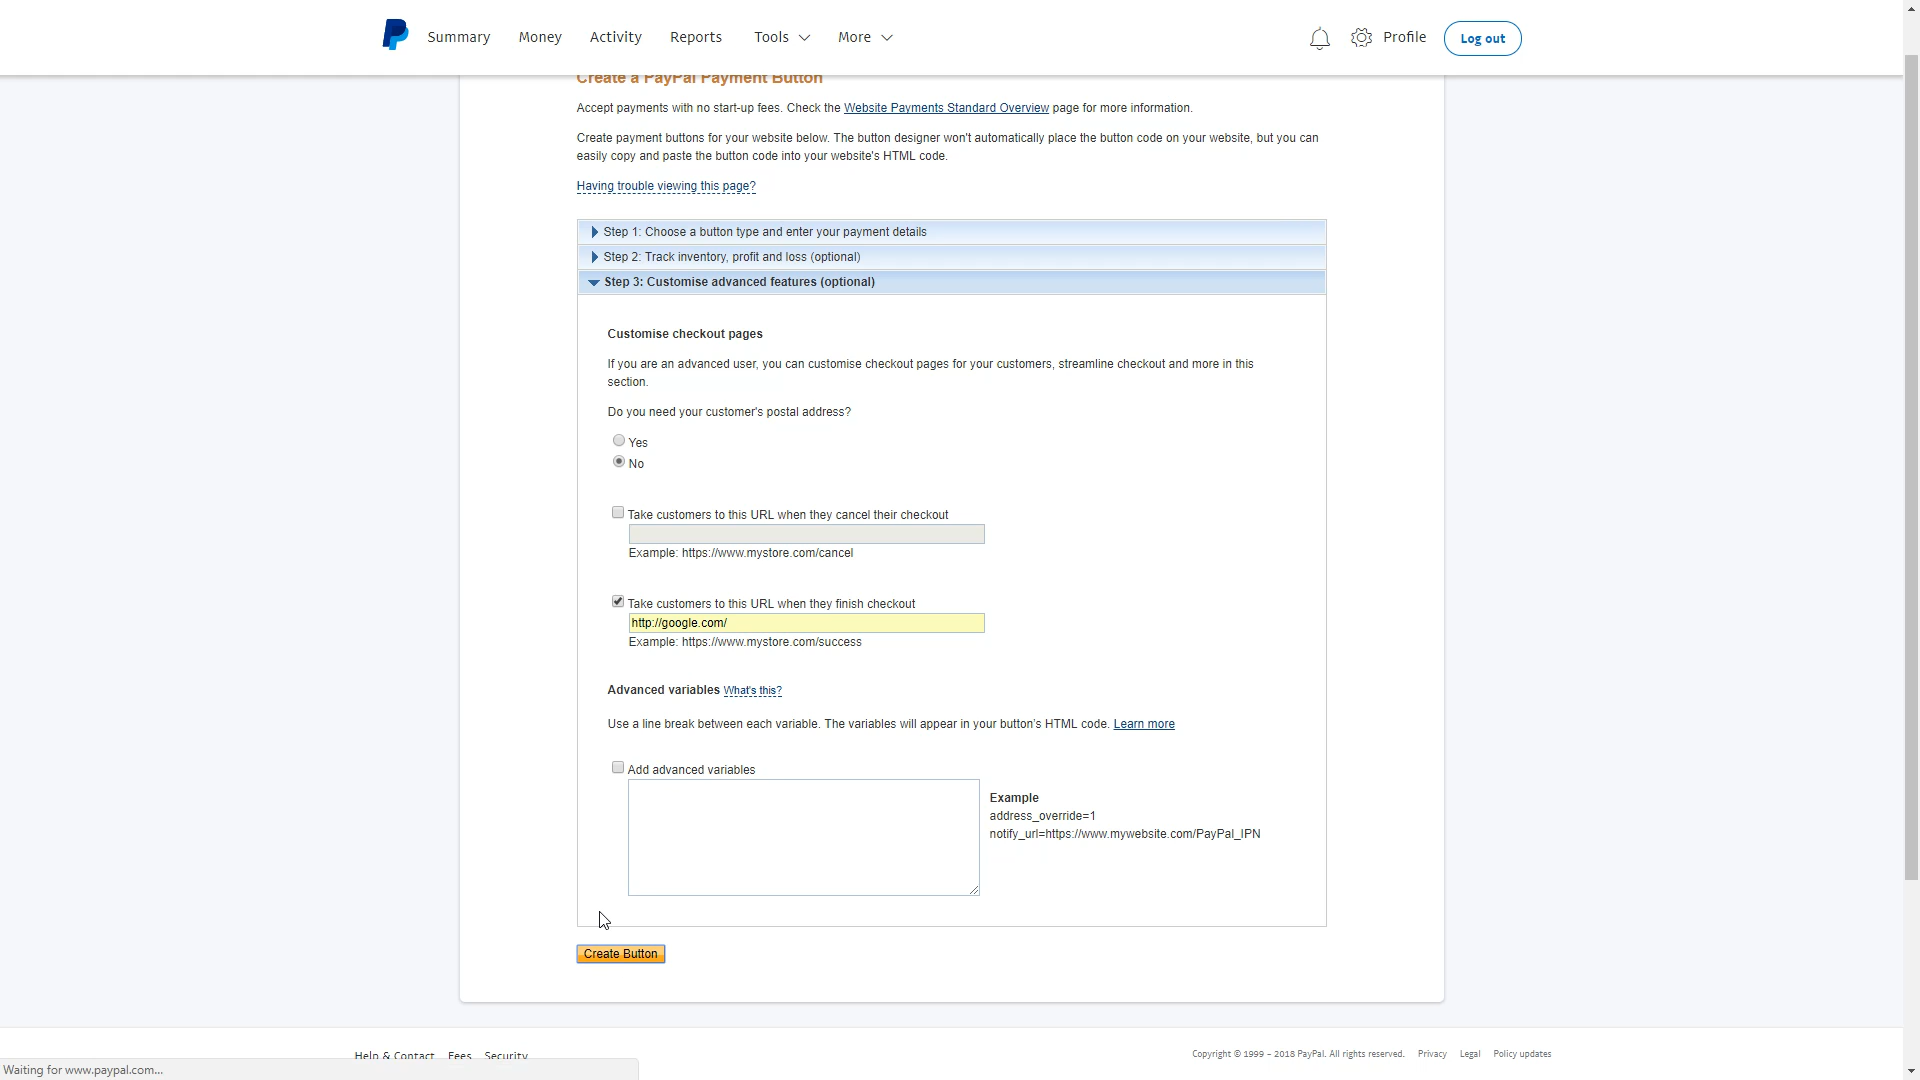 Summary Money Activity Reports Tools More Profile Log out
Create a PayPal Payment Button
Accept payments with no start-up fees. Check the Website Payments Standard Overview page for more information.
Create payment buttons for your website below. The button designer won't automatically place the button code on your website, but you can
easily copy and paste the button code into your website's HTML code.
Having trouble viewing this page?
Step 1: Choose a button type and enter your payment details
Step 2: Track inventory, profit and loss (optional)
Step 3: Customise advanced features (optional)
Customise checkout pages
If you are an advanced user, you can customise checkout pages for your customers, streamline checkout and more in this
section.
Do you need your customer's postal address?
Yes
No
Take customers to this URL when they cancel their checkout
Example: https://www.mystore.com/cancel
Take customers to this URL when they finish checkout
http://google.com/
Example: https://www.mystore.com/success
Advanced variables What's this?
Use a line break between each variable. The variables will appear in your button's HTML code. Learn more
Add advanced variables
Example
address_override=1
notify_url=https://www.mywebsite.com/PayPal_IPN
Create Button
Help & Contact Fees Security
Copyright © 1999 – 2018 PayPal. All rights reserved. Privacy Legal Policy updates
Waiting for www.paypal.com...